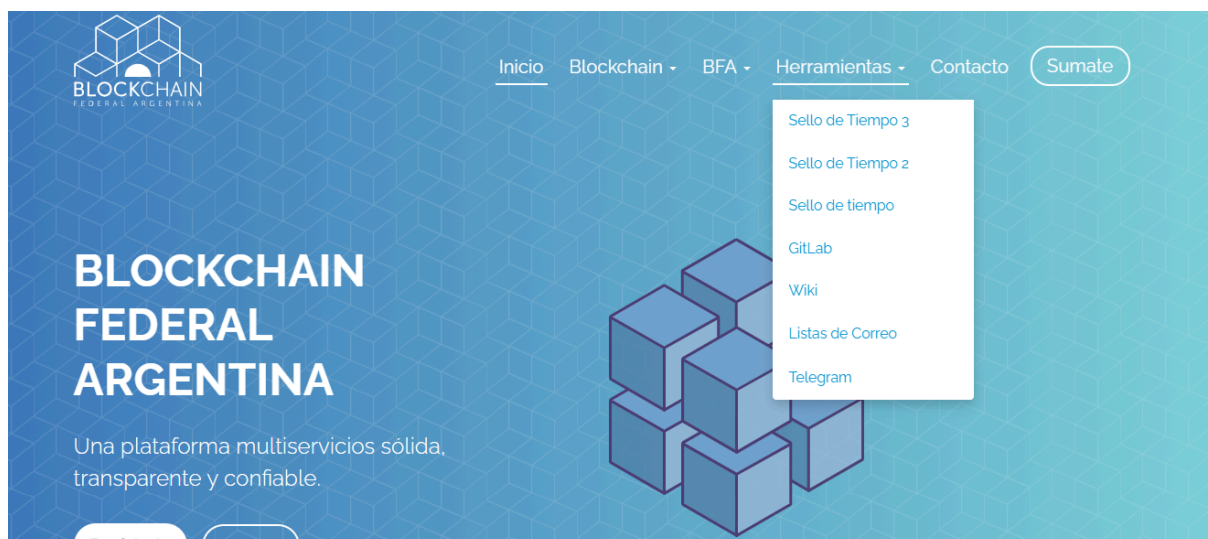 BLOCKCHAIN
FEDERAL ARGENTINA
Inicio Blockchain BFA Herramientas Contacto Sumate
Sello de Tiempo 3
Sello de Tiempo 2
Sello de tiempo
GitLab
Wiki
Listas de Correo
Telegram
BLOCKCHAIN
FEDERAL
ARGENTINA
Una plataforma multiservicios sólida,
transparente y confiable.